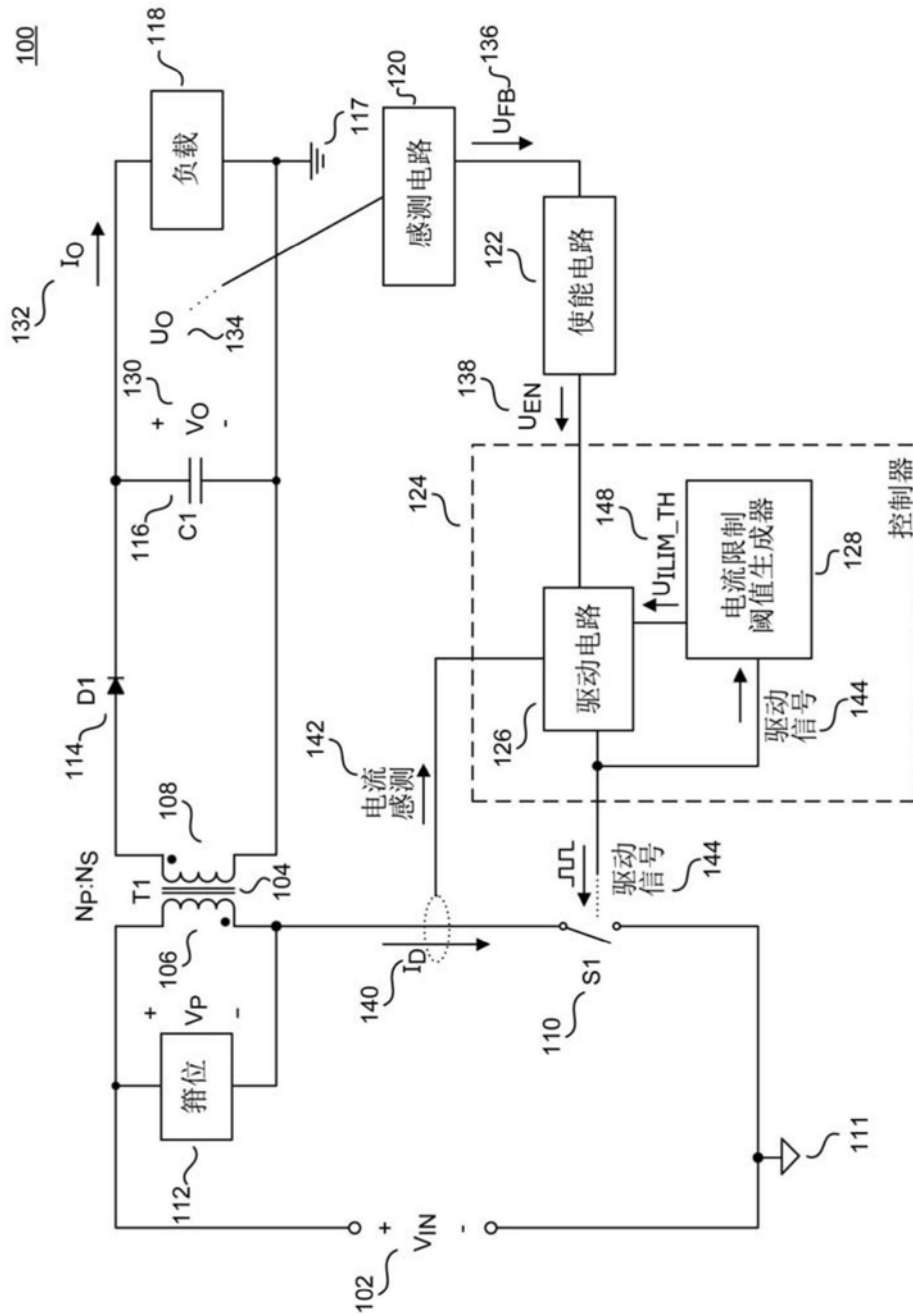 100
132
IO
118
负载
117
130
+
VO
-
UO
134
116
C1
120
感测电路
UFB
136
114
D1
NP:NS
T1
108
104
106
+
VP
-
箝位
112
102
+
VIN
-
111
140
ID
142
电流
感测
S1
110
驱动
信号
144
138
UEN
122
使能电路
124
126
驱动电路
148
UILIM_TH
电流限制
阈值生成器
128
驱动
信号
144
控制器